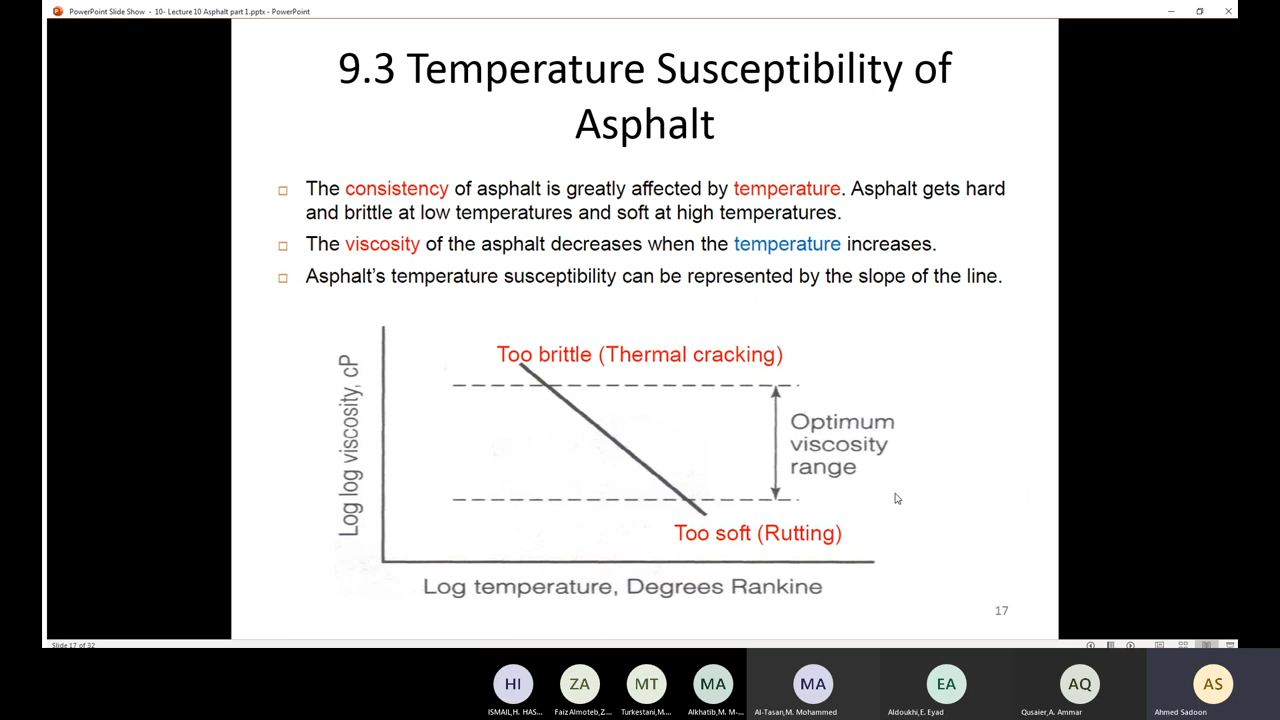 PowerPoint Slide Show - 10- Lecture 10 Asphalt part 1.pptx - PowerPoint
9.3 Temperature Susceptibility of
Asphalt
The consistency of asphalt is greatly affected by temperature. Asphalt gets hard
and brittle at low temperatures and soft at high temperatures.
The viscosity of the asphalt decreases when the temperature increases.
Asphalt's temperature susceptibility can be represented by the slope of the line.
Too brittle (Thermal cracking)
Log log viscosity, cP
Optimum
viscosity
range
Too soft (Rutting)
Log temperature, Degrees Rankine
17
Slide 17 of 32
HI
ZA
MT
MA
MA
EA
AQ
AS
ISMAIL,H. HAS...
Faiz Almoteb,Z...
Turkestani,M....
Alkhatib,M. M-...
Al-Tasan,M. Mohammed
Aldoukhi,E. Eyad
Qusaier,A. Ammar
Ahmed Sadoon